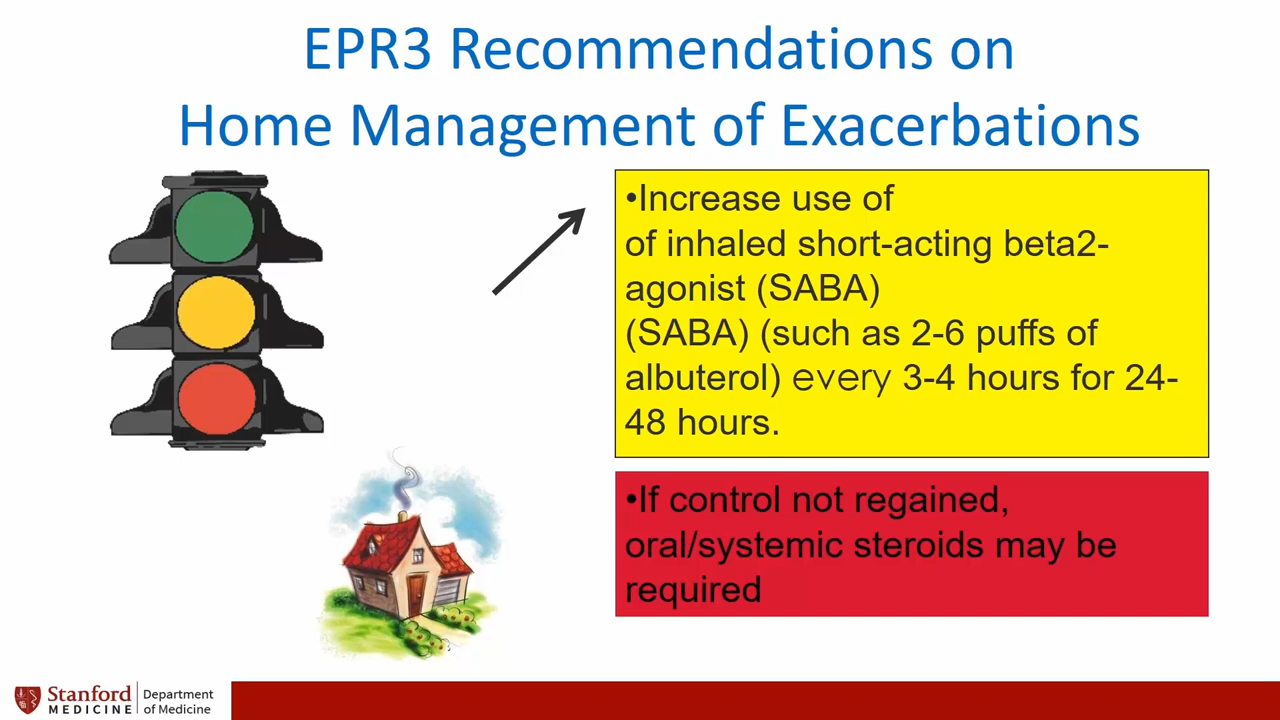 EPR3 Recommendations on
Home Management of Exacerbations
•Increase use of
of inhaled short-acting beta2-
agonist (SABA)
(SABA) (such as 2-6 puffs of
albuterol) every 3-4 hours for 24-
48 hours.
•If control not regained,
oral/systemic steroids may be
required
Stanford
MEDICINE
Department
of Medicine